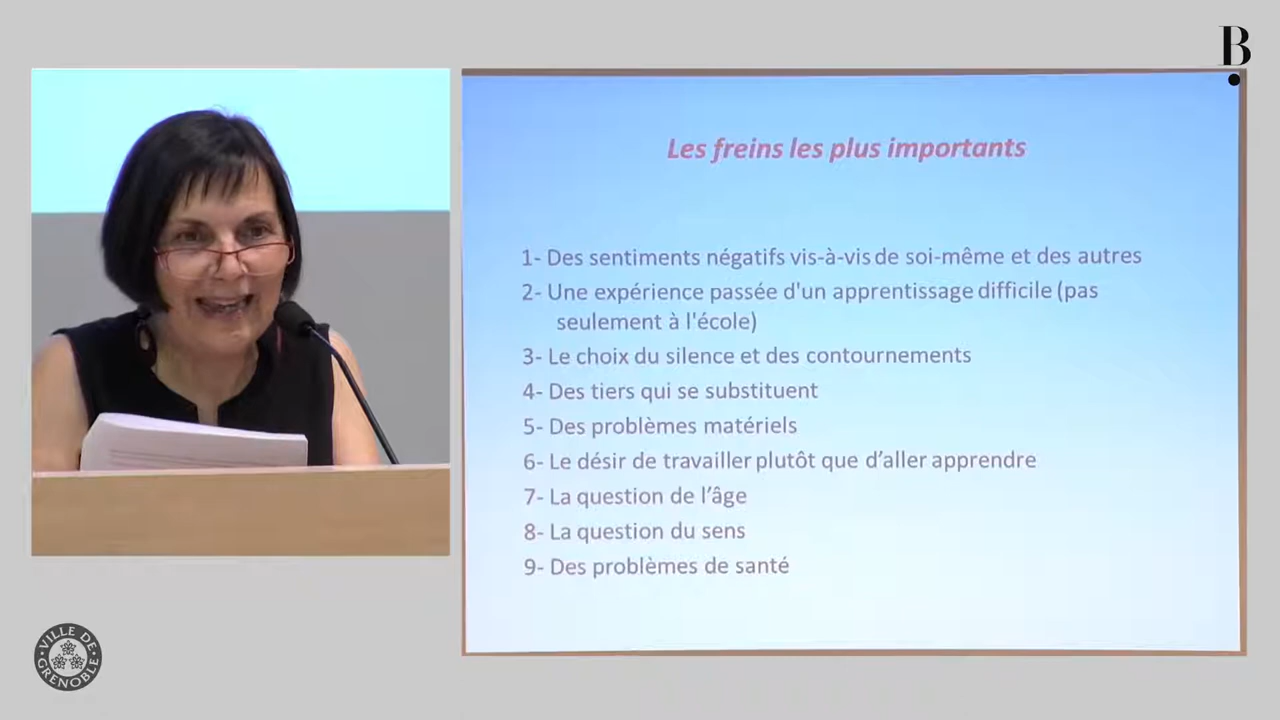 B
Les freins les plus importants
1- Des sentiments négatifs vis-à-vis de soi-même et des autres
2- Une expérience passée d'un apprentissage difficile (pas
seulement à l'école)
3- Le choix du silence et des contournements
4- Des tiers qui se substituent
5- Des problèmes matériels
6- Le désir de travailler plutôt que d’aller apprendre
7- La question de l’âge
8- La question du sens
9- Des problèmes de santé
VILLE DE
GRENOBLE